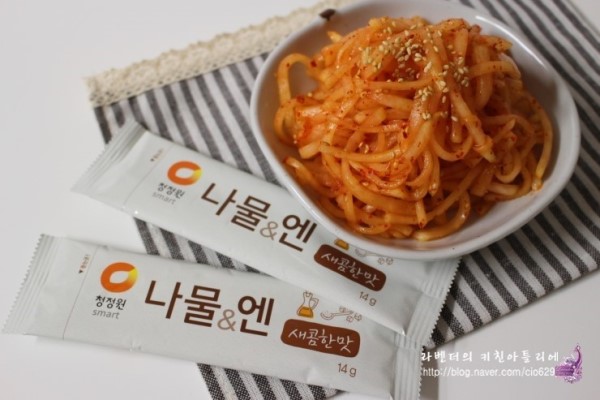 청정원
smart
나물&엔
새콤한맛
14g
청정원
smart
나물&엔
새콤한맛
14g
라벤더의 키친아틀리에~
http://blog.naver.com/clo629